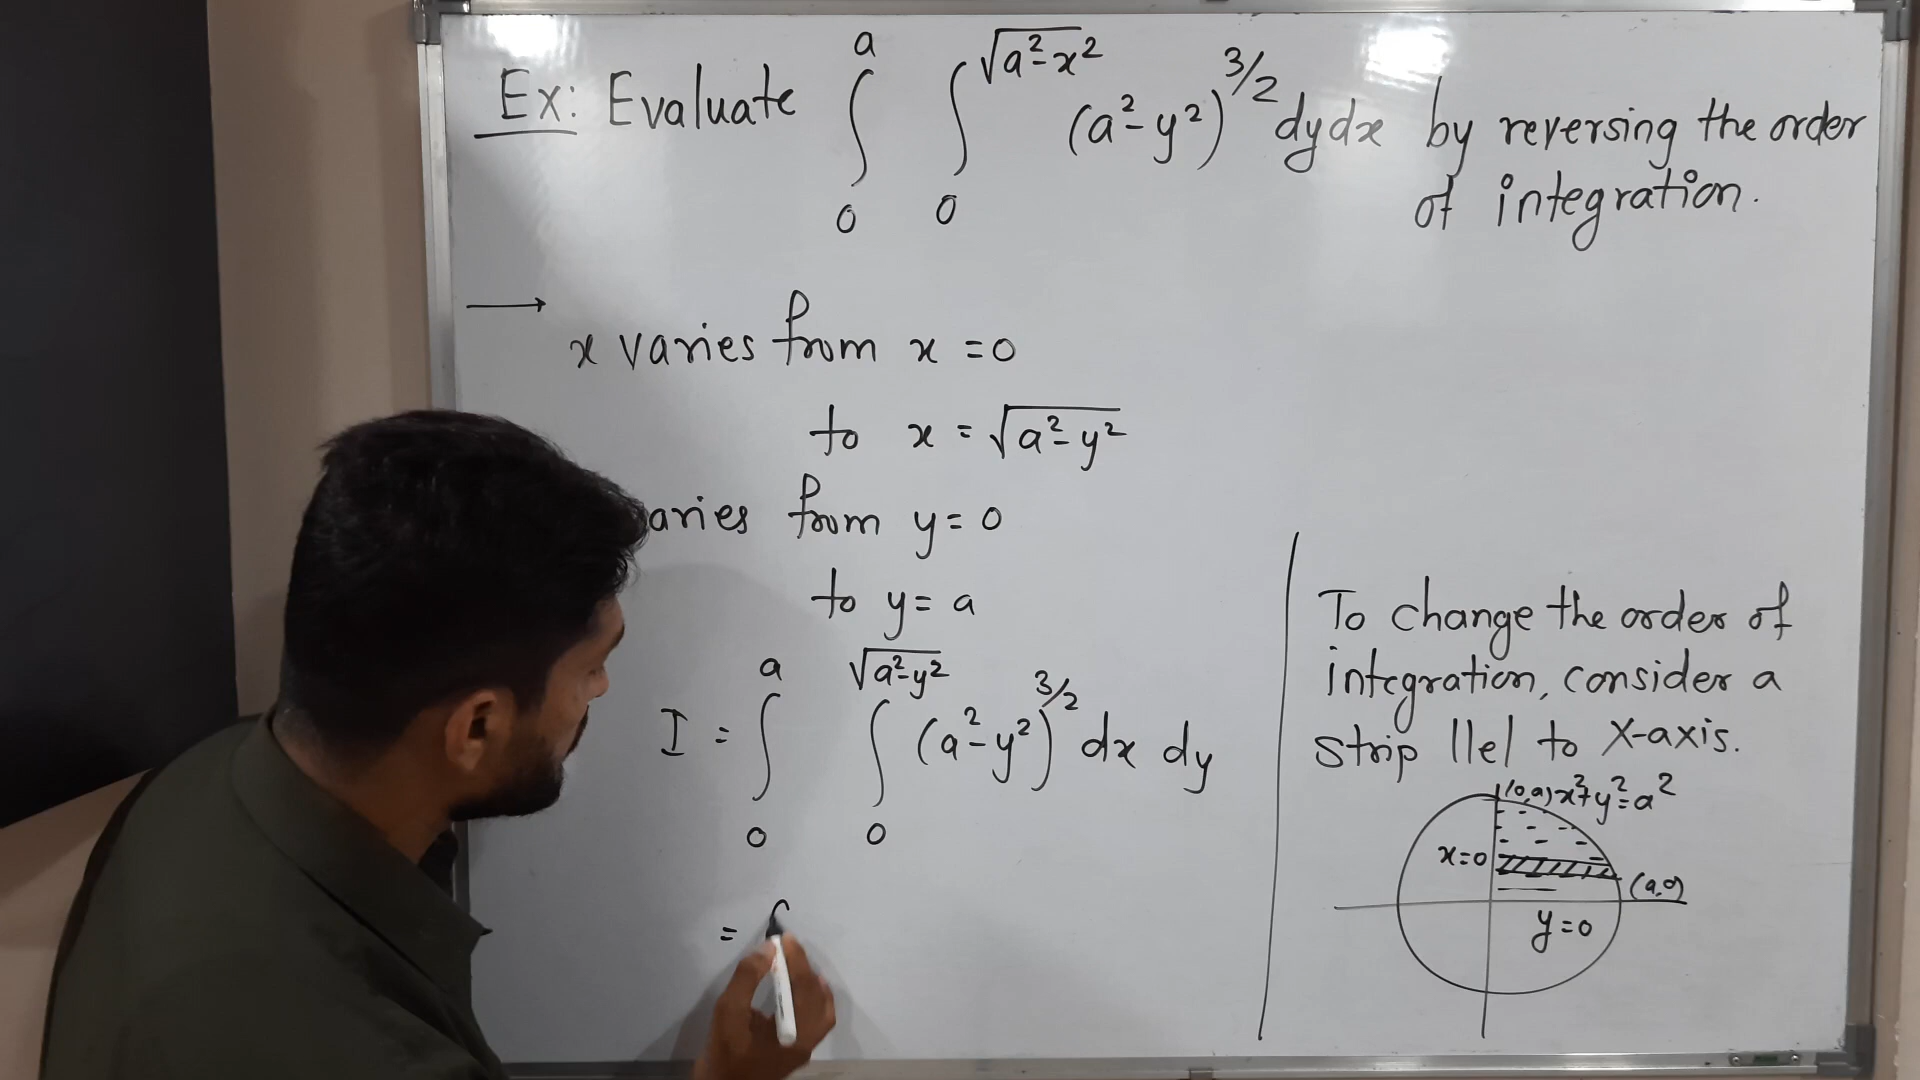 Ex: Evaluate ∫₀ᵃ ∫₀^√(a²-x²) (a²-y²)^3/2 dy dx by reversing the order
of integration.
→
x varies from x = 0
to x = √(a²-y²)
aries from y = 0
to y = a
I = ∫₀ᵃ ∫₀^√(a²-y²) (a²-y²)^3/2 dx dy
= ∫
To change the order of
integration, consider a
strip ||el to X-axis.
(0,a) x²+y²=a²
x=0
(a,0)
y=0